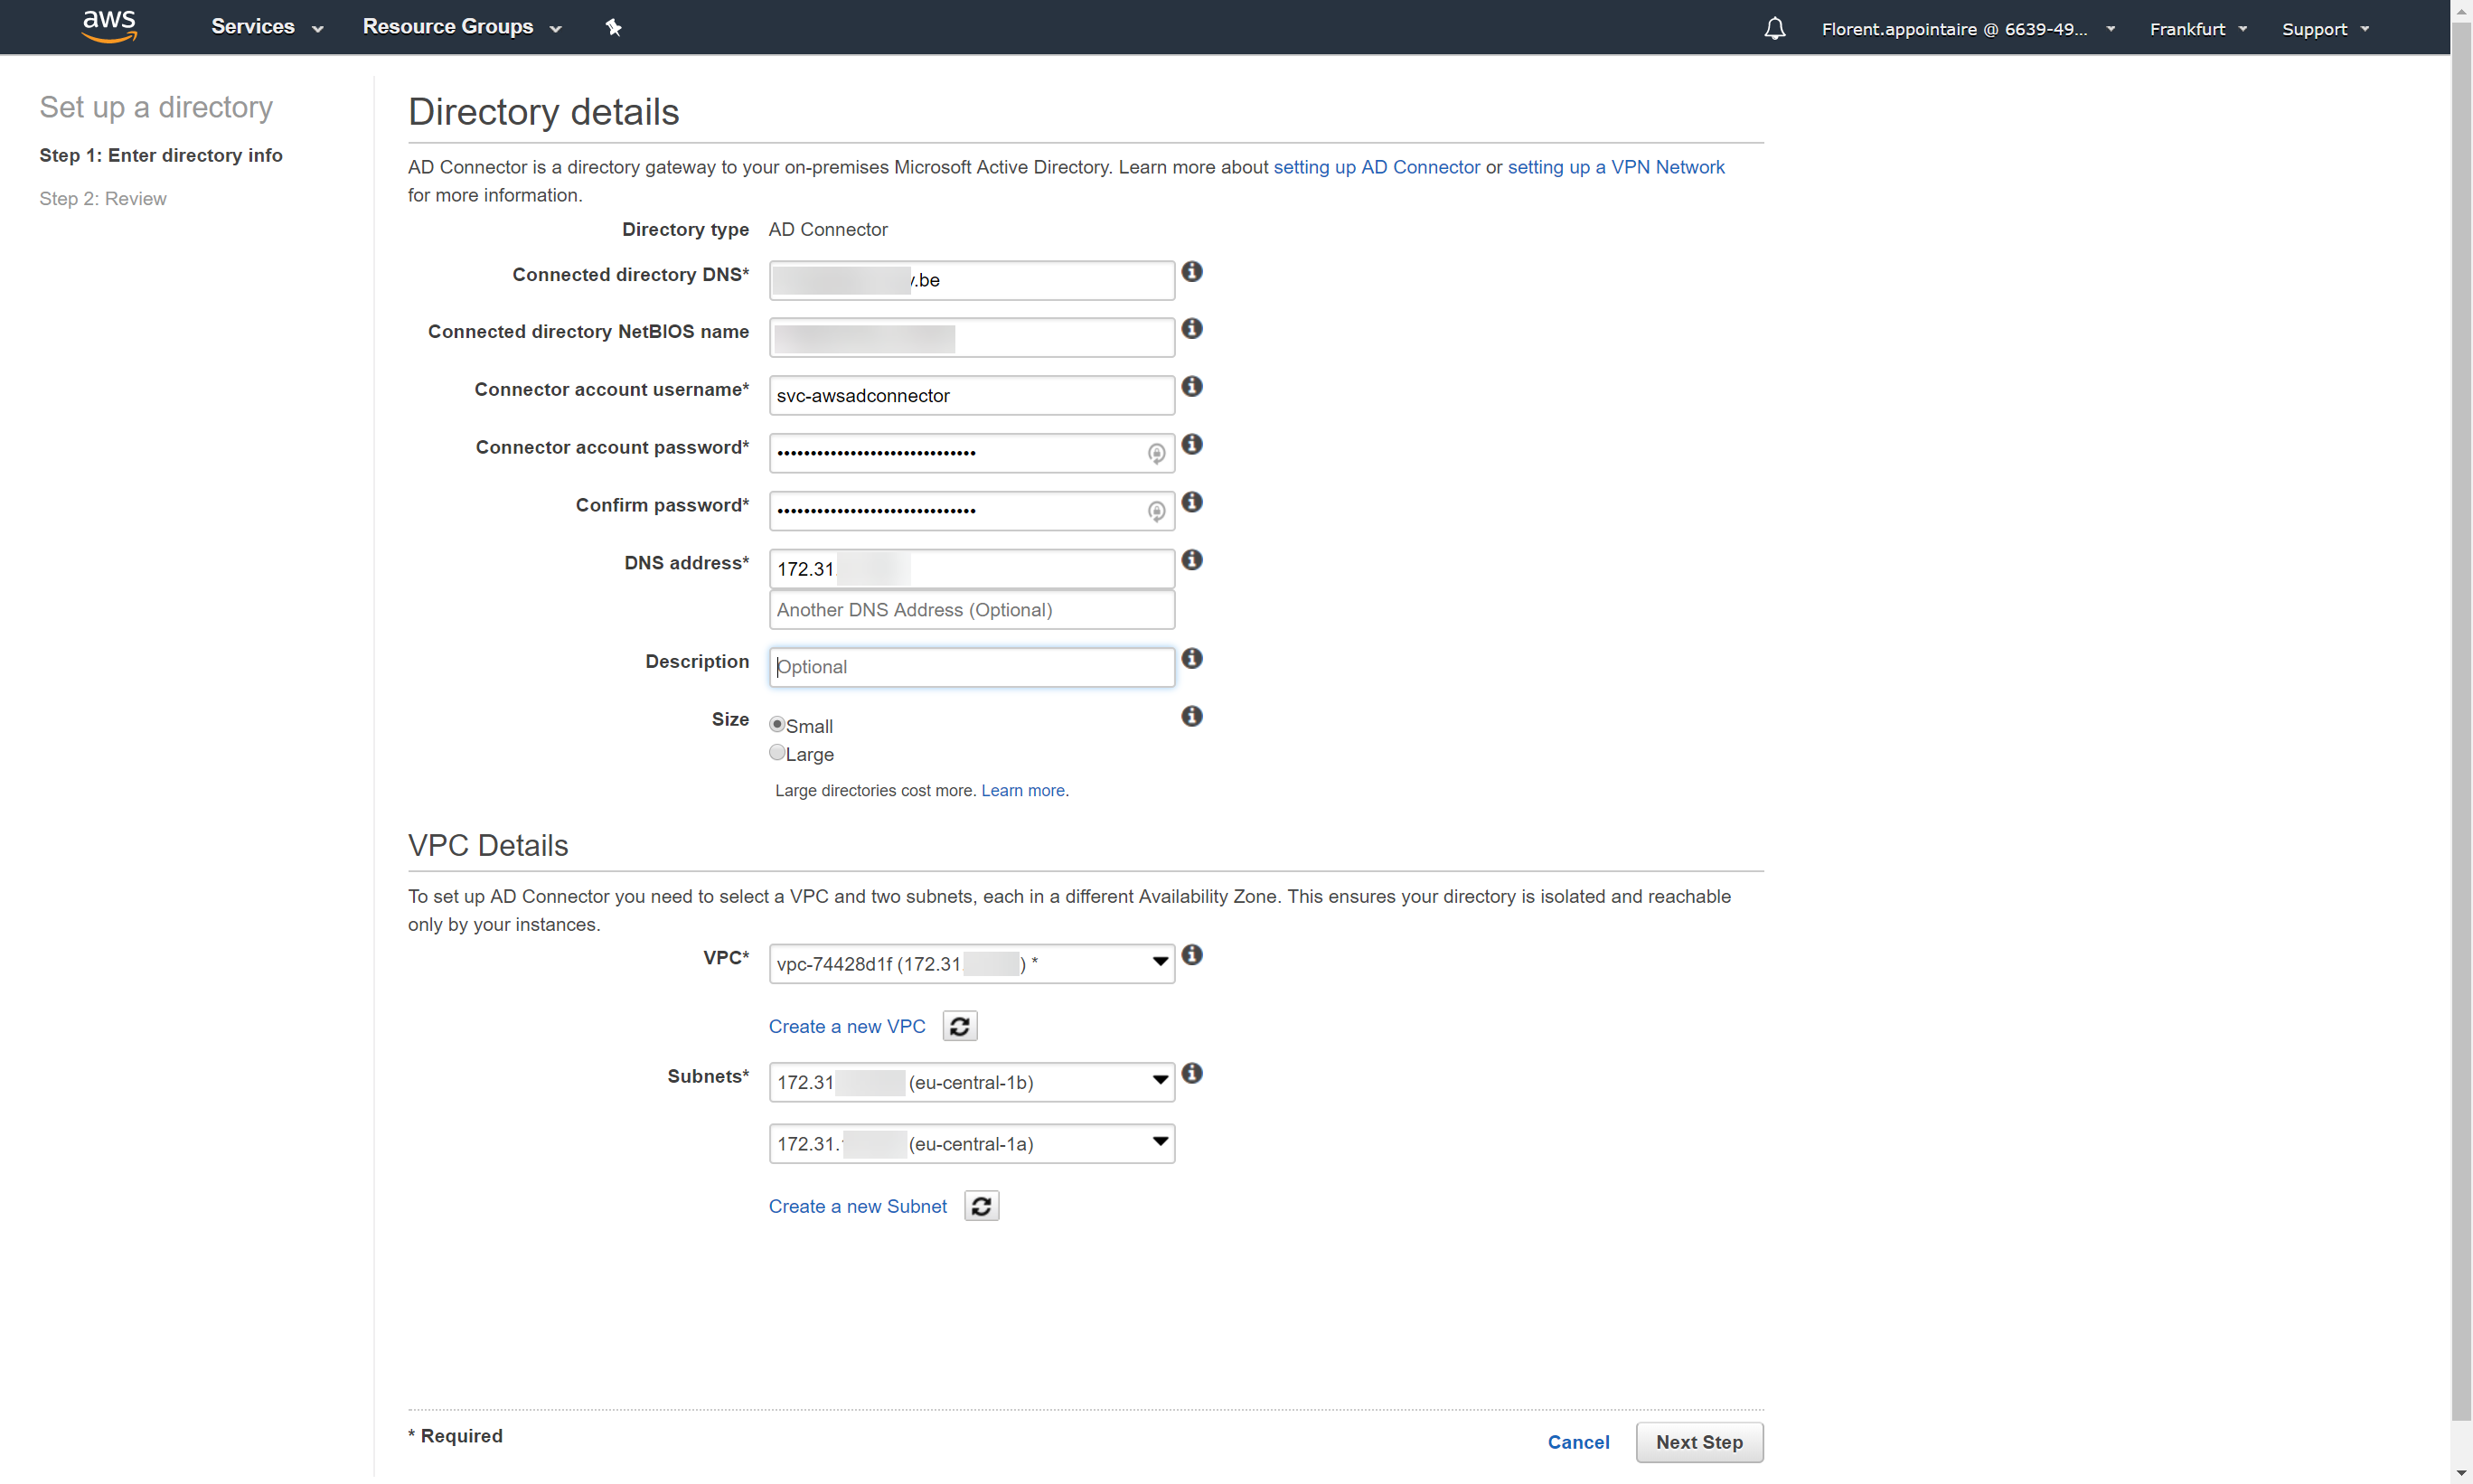 aws
Services
Resource Groups
Florent.appointaire @ 6639-49...
Frankfurt
Support
Set up a directory
Step 1: Enter directory info
Step 2: Review
Directory details
AD Connector is a directory gateway to your on-premises Microsoft Active Directory. Learn more about setting up AD Connector or setting up a VPN Network
for more information.
Directory type AD Connector
Connected directory DNS* .be
Connected directory NetBIOS name
Connector account username* svc-awsadconnector
Connector account password* ••••••••••••••••••••••••••••••
Confirm password* ••••••••••••••••••••••••••••••
DNS address* 172.31
Another DNS Address (Optional)
Description Optional
Size Small
Large
Large directories cost more. Learn more.
VPC Details
To set up AD Connector you need to select a VPC and two subnets, each in a different Availability Zone. This ensures your directory is isolated and reachable
only by your instances.
VPC* vpc-74428d1f (172.31 ) *
Create a new VPC
Subnets* 172.31 (eu-central-1b)
172.31. (eu-central-1a)
Create a new Subnet
* Required
Cancel
Next Step